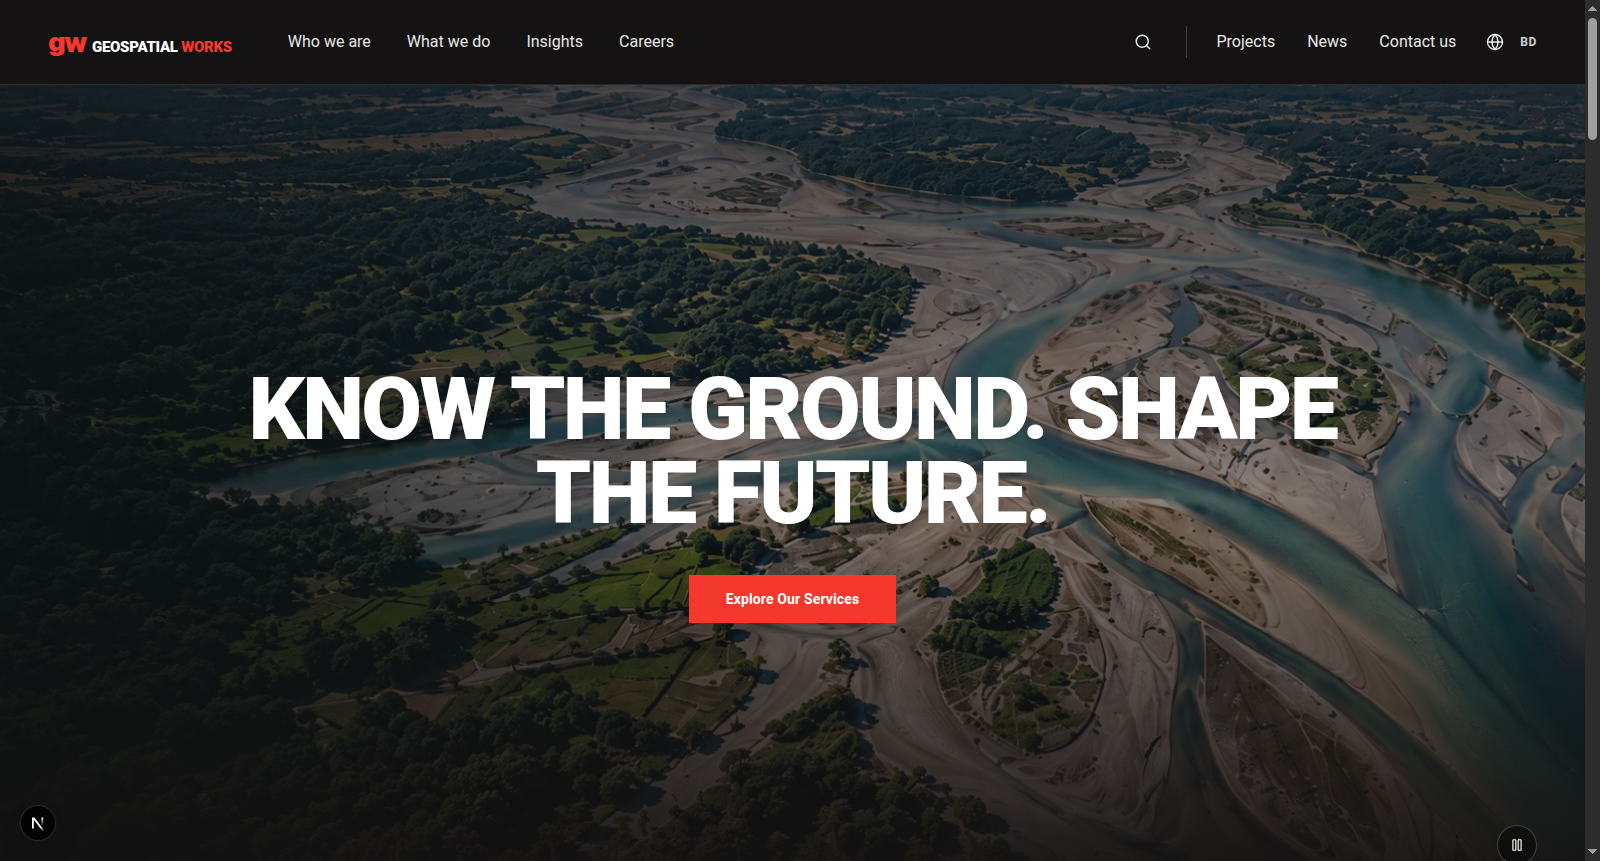 gw GEOSPATIAL WORKS
Who we are
What we do
Insights
Careers
Projects
News
Contact us
BD
KNOW THE GROUND. SHAPE
THE FUTURE.
Explore Our Services
N